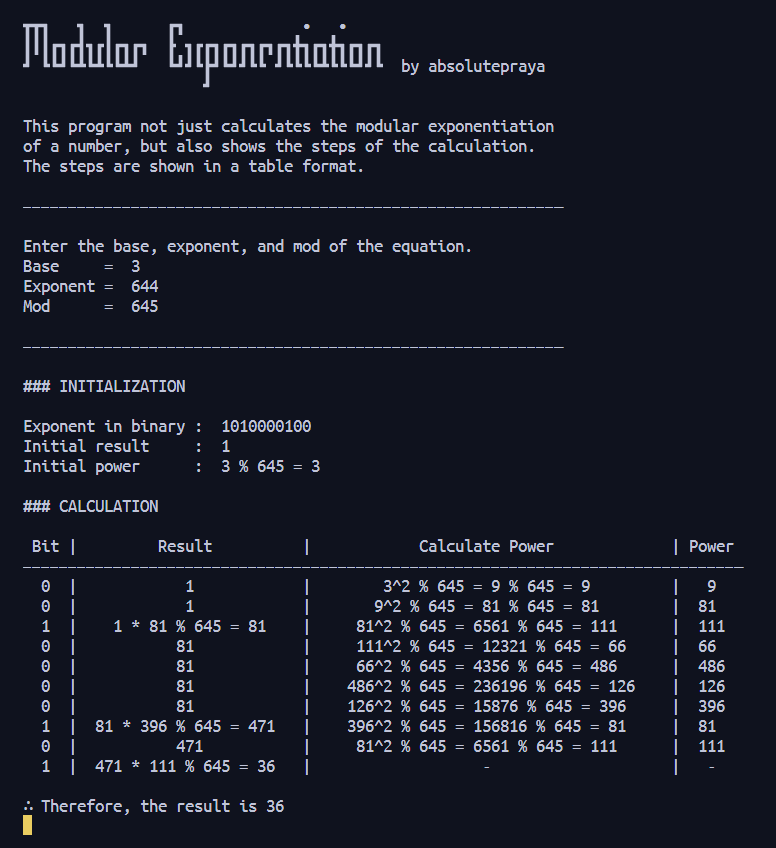 Modular Exponentiation by absolutepraya
This program not just calculates the modular exponentiation
of a number, but also shows the steps of the calculation.
The steps are shown in a table format.
Enter the base, exponent, and mod of the equation.
Base = 3
Exponent = 644
Mod = 645
### INITIALIZATION
Exponent in binary : 1010000100
Initial result : 1
Initial power : 3 % 645 = 3
### CALCULATION
Bit | Result | Calculate Power | Power
0 | 1 | 3^2 % 645 = 9 % 645 = 9 | 9
0 | 1 | 9^2 % 645 = 81 % 645 = 81 | 81
1 | 1 * 81 % 645 = 81 | 81^2 % 645 = 6561 % 645 = 111 | 111
0 | 81 | 111^2 % 645 = 12321 % 645 = 66 | 66
0 | 81 | 66^2 % 645 = 4356 % 645 = 486 | 486
0 | 81 | 486^2 % 645 = 236196 % 645 = 126 | 126
0 | 81 | 126^2 % 645 = 15876 % 645 = 396 | 396
1 | 81 * 396 % 645 = 471 | 396^2 % 645 = 156816 % 645 = 81 | 81
0 | 471 | 81^2 % 645 = 6561 % 645 = 111 | 111
1 | 471 * 111 % 645 = 36 | - | -
∴ Therefore, the result is 36